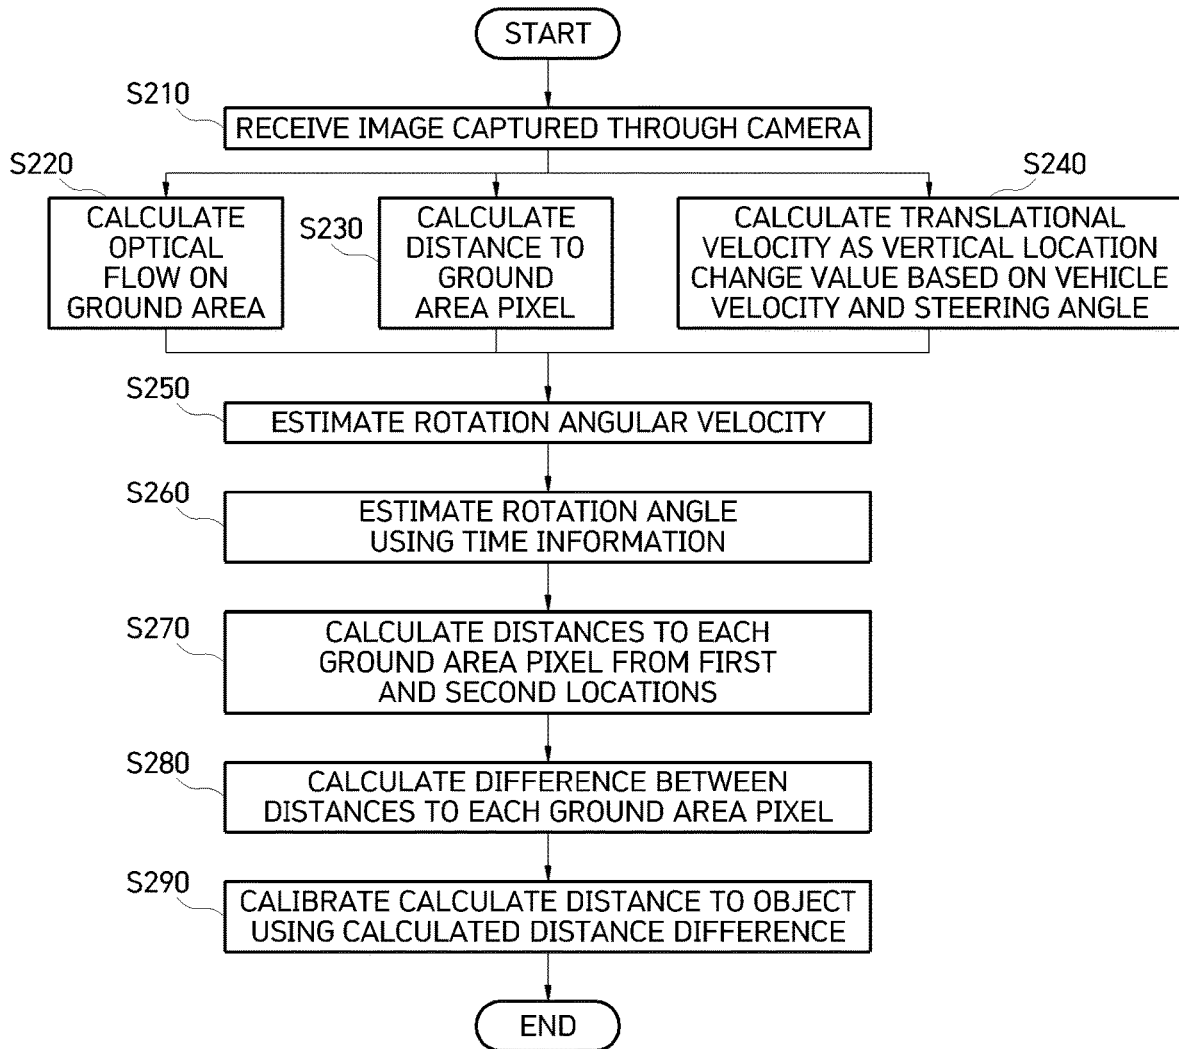 START
S210
RECEIVE IMAGE CAPTURED THROUGH CAMERA
S220
CALCULATE
OPTICAL
FLOW ON
GROUND AREA
S230
CALCULATE
DISTANCE TO
GROUND
AREA PIXEL
S240
CALCULATE TRANSLATIONAL
VELOCITY AS VERTICAL LOCATION
CHANGE VALUE BASED ON VEHICLE
VELOCITY AND STEERING ANGLE
S250
ESTIMATE ROTATION ANGULAR VELOCITY
S260
ESTIMATE ROTATION ANGLE
USING TIME INFORMATION
S270
CALCULATE DISTANCES TO EACH
GROUND AREA PIXEL FROM FIRST
AND SECOND LOCATIONS
S280
CALCULATE DIFFERENCE BETWEEN
DISTANCES TO EACH GROUND AREA PIXEL
S290
CALIBRATE CALCULATE DISTANCE TO OBJECT
USING CALCULATED DISTANCE DIFFERENCE
END